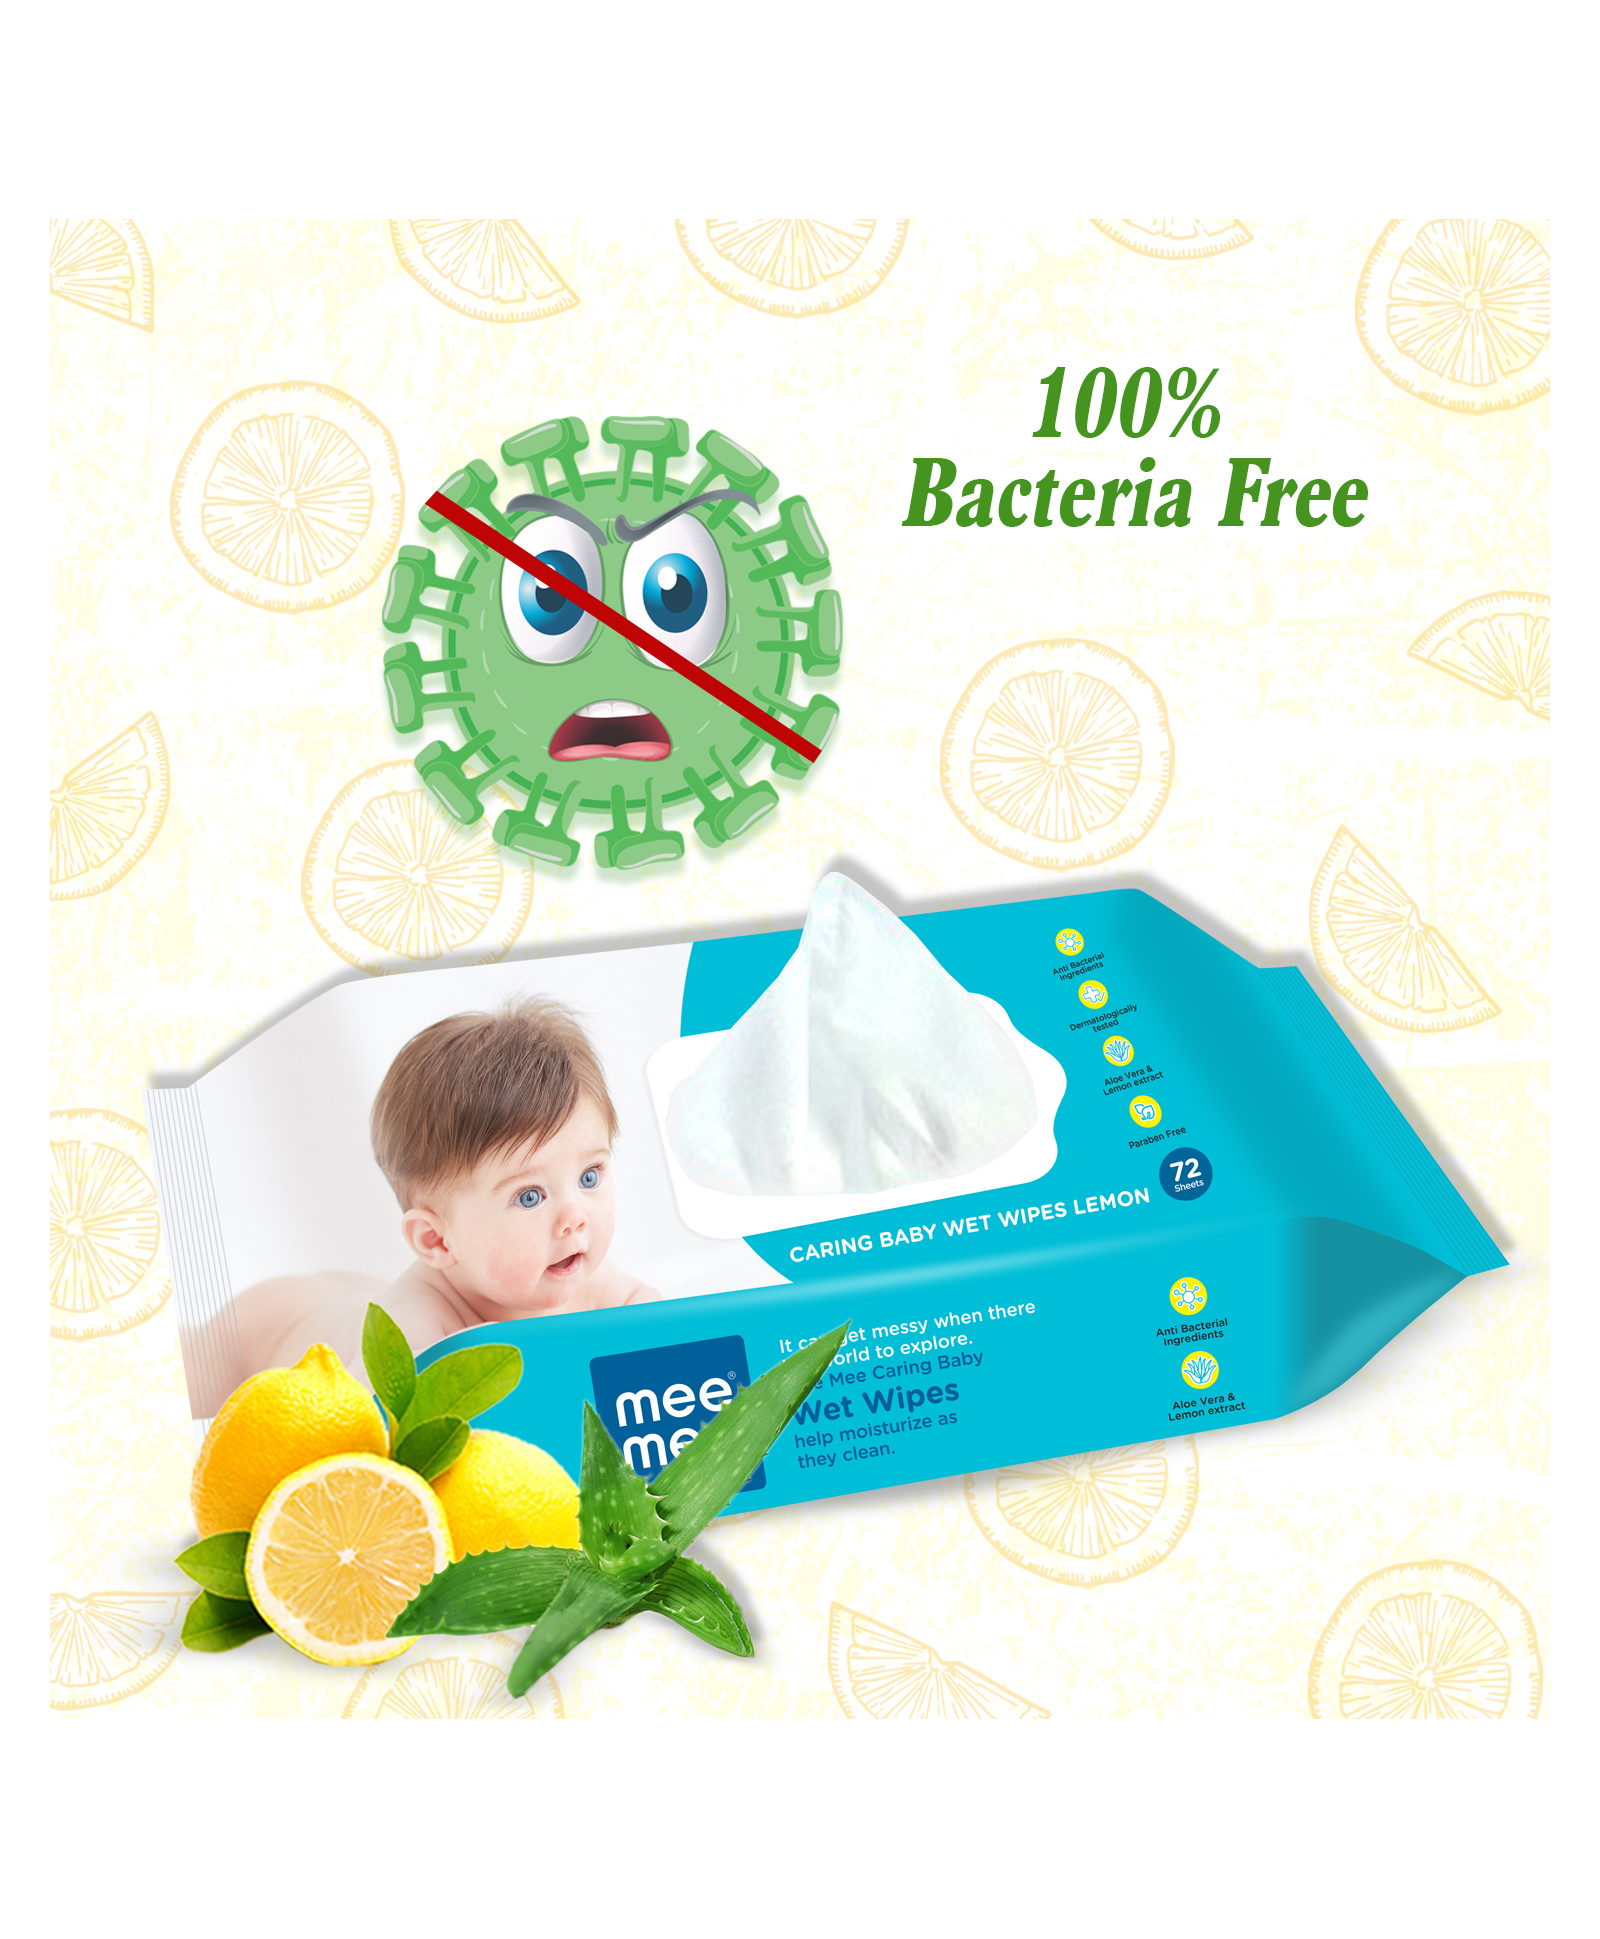 100%
Bacteria Free
Anti Bacterial
Ingredients
Dermatologically
tested
Aloe Vera &
Lemon extract
Paraben Free
72
Sheets
CARING BABY WET WIPES LEMON
mee®
It get messy when there
to explore.
Mee Caring Baby
Wet Wipes
help moisturize as
they clean.
Anti Bacterial
Ingredients
Aloe Vera &
Lemon extract